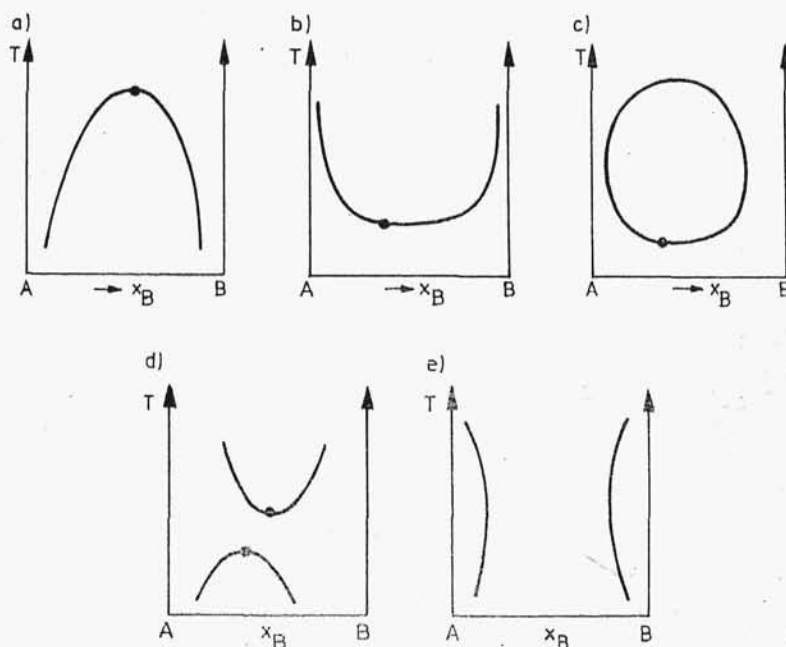 a)
b)
c)
T
T
T
A → x_B B
A → x_B B
A → x_B B
d)
e)
T
T
A x_B B
A x_B B